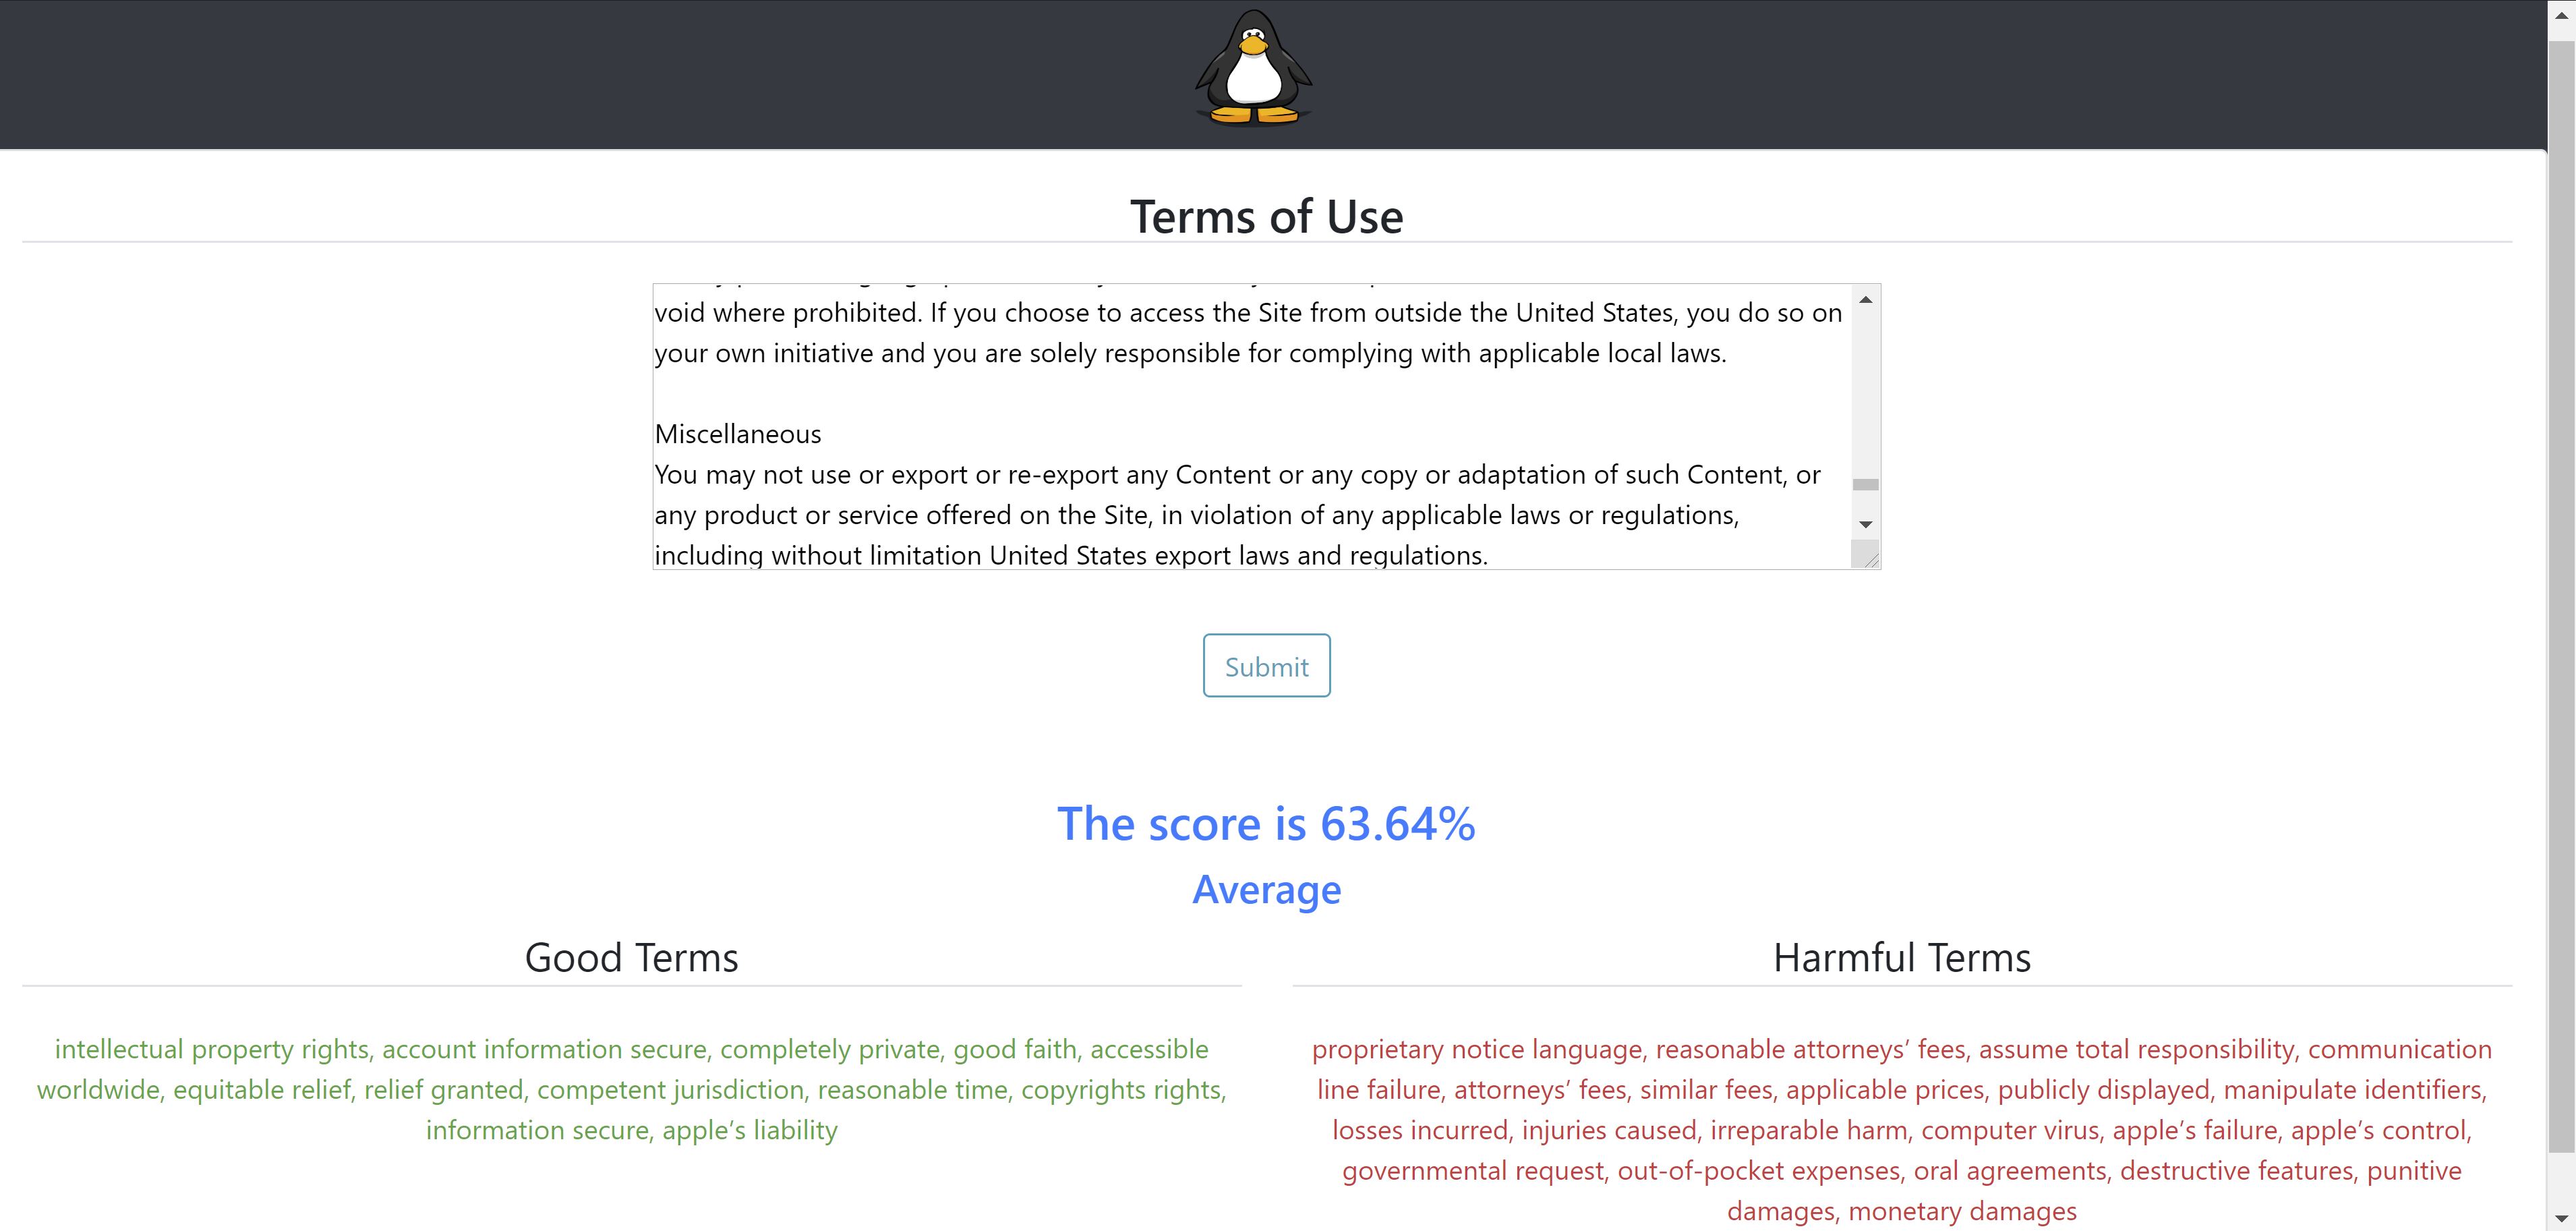 Terms of Use
void where prohibited. If you choose to access the Site from outside the United States, you do so on
your own initiative and you are solely responsible for complying with applicable local laws.
Miscellaneous
You may not use or export or re-export any Content or any copy or adaptation of such Content, or
any product or service offered on the Site, in violation of any applicable laws or regulations,
including without limitation United States export laws and regulations.
Submit
The score is 63.64%
Average
Good Terms
intellectual property rights, account information secure, completely private, good faith, accessible
worldwide, equitable relief, relief granted, competent jurisdiction, reasonable time, copyrights rights,
information secure, apple’s liability
Harmful Terms
proprietary notice language, reasonable attorneys’ fees, assume total responsibility, communication
line failure, attorneys’ fees, similar fees, applicable prices, publicly displayed, manipulate identifiers,
losses incurred, injuries caused, irreparable harm, computer virus, apple’s failure, apple’s control,
governmental request, out-of-pocket expenses, oral agreements, destructive features, punitive
damages, monetary damages